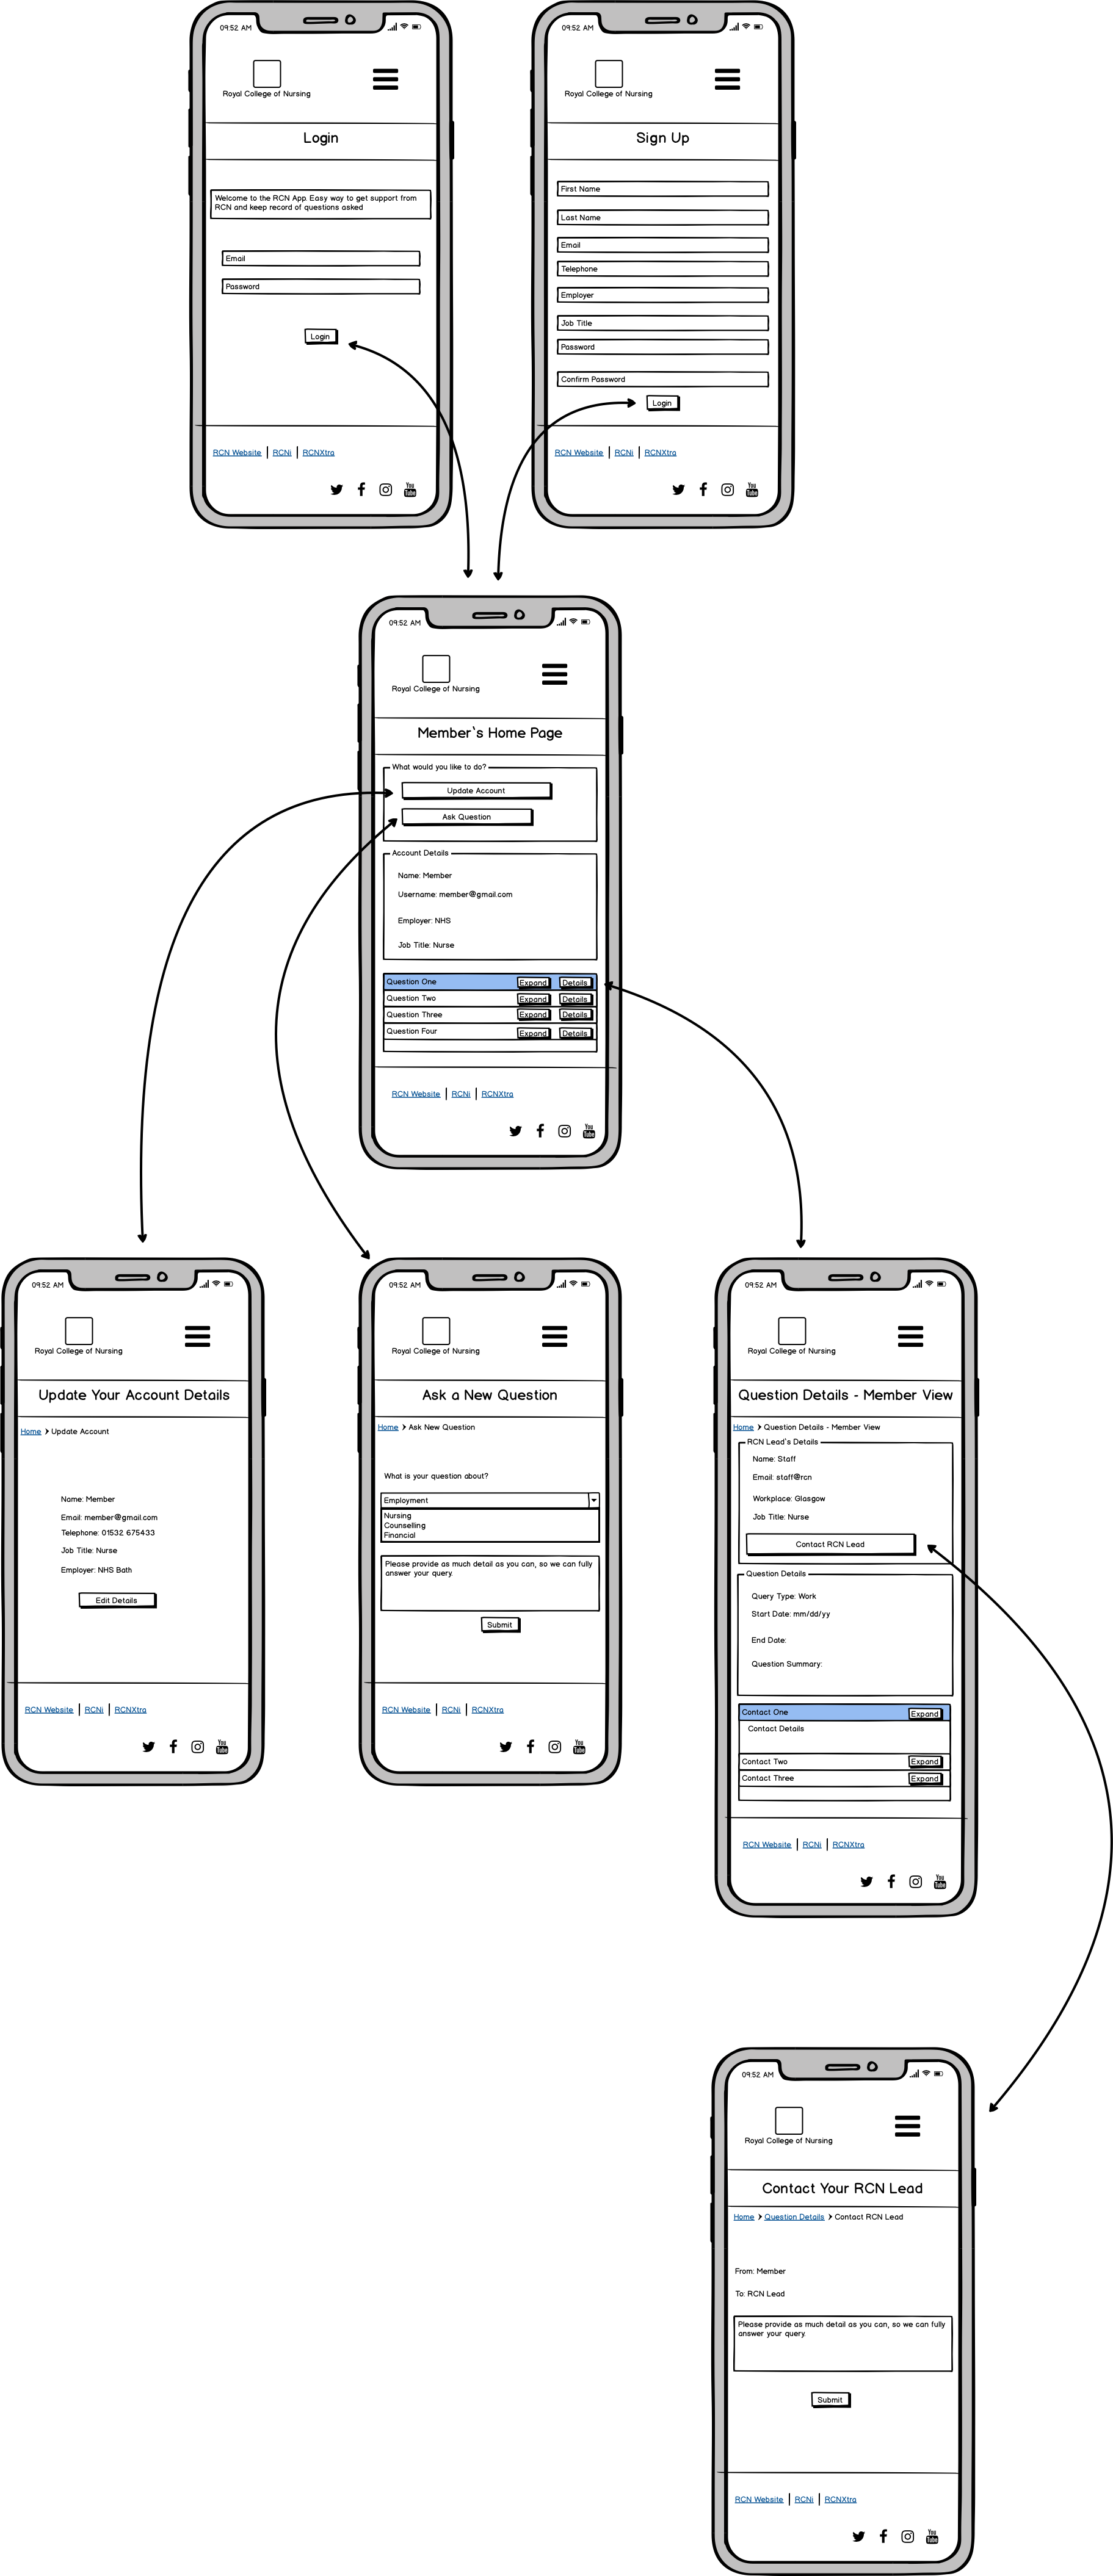 09:52 AM
Royal College of Nursing
Login
Welcome to the RCN App. Easy way to get support from
RCN and keep record of questions asked
Email
Password
Login
RCN Website
RCNi
RCNXtra
You
Tube
09:52 AM
Royal College of Nursing
Sign Up
First Name
Last Name
Email
Telephone
Employer
Job Title
Password
Confirm Password
Login
RCN Website
RCNi
RCNXtra
You
Tube
09:52 AM
Royal College of Nursing
Member's Home Page
What would you like to do?
Update Account
Ask Question
Account Details
Name: Member
Username: member@gmail.com
Employer: NHS
Job Title: Nurse
Question One Expand Details
Question Two Expand Details
Question Three Expand Details
Question Four Expand Details
RCN Website
RCNi
RCNXtra
You
Tube
09:52 AM
Royal College of Nursing
Update Your Account Details
Home > Update Account
Name: Member
Email: member@gmail.com
Telephone: 01532 675433
Job Title: Nurse
Employer: NHS Bath
Edit Details
RCN Website
RCNi
RCNXtra
You
Tube
09:52 AM
Royal College of Nursing
Ask a New Question
Home > Ask New Question
What is your question about?
Employment
Nursing
Counselling
Financial
Please provide as much detail as you can, so we can fully
answer your query.
Submit
RCN Website
RCNi
RCNXtra
You
Tube
09:52 AM
Royal College of Nursing
Question Details - Member View
Home > Question Details - Member View
RCN Lead's Details
Name: Staff
Email: staff@rcn
Workplace: Glasgow
Job Title: Nurse
Contact RCN Lead
Question Details
Query Type: Work
Start Date: mm/dd/yy
End Date:
Question Summary:
Contact One Expand
Contact Details
Contact Two Expand
Contact Three Expand
RCN Website
RCNi
RCNXtra
You
Tube
09:52 AM
Royal College of Nursing
Contact Your RCN Lead
Home > Question Details > Contact RCN Lead
From: Member
To: RCN Lead
Please provide as much detail as you can, so we can fully
answer your query.
Submit
RCN Website
RCNi
RCNXtra
You
Tube